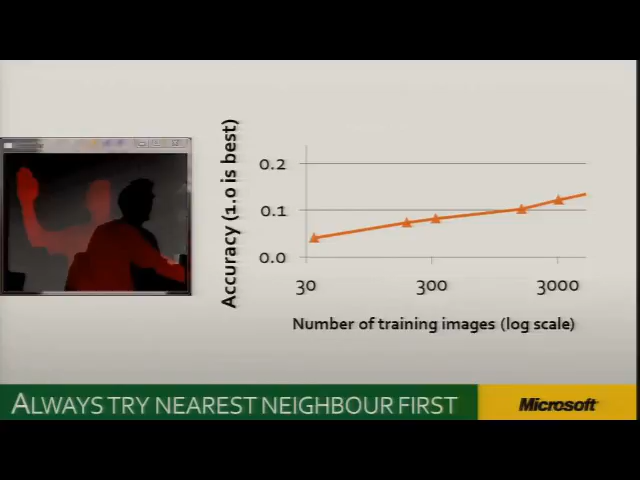 Accuracy (1.0 is best)
0.2
0.1
0.0
30 300 3000
Number of training images (log scale)
ALWAYS TRY NEAREST NEIGHBOUR FIRST
Microsoft